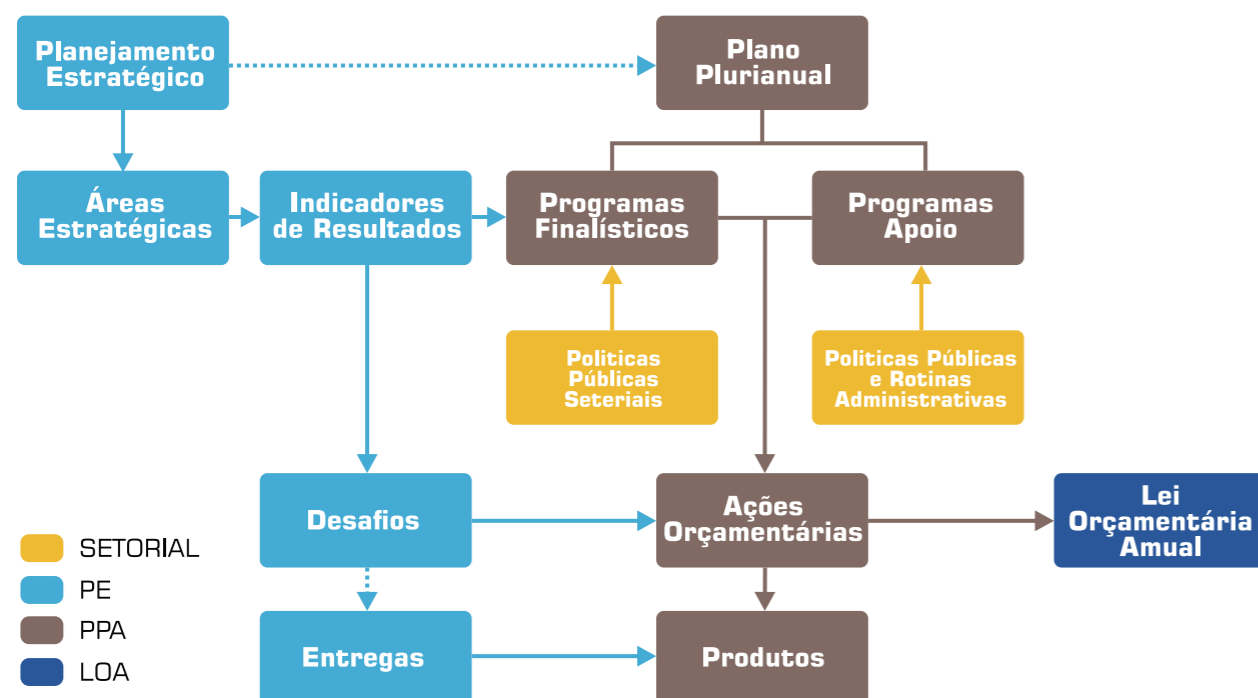 Planejamento
Estratégico
Plano
Plurianual
Áreas
Estratégicas
Indicadores
de Resultados
Programas
Finalísticos
Programas
Apoio
Politicas
Públicas
Seteriais
Politicas Públicas
e Rotinas
Administrativas
Desafios
Ações
Orçamentárias
Lei
Orçamentária
Amual
Entregas
Produtos
SETORIAL
PE
PPA
LOA